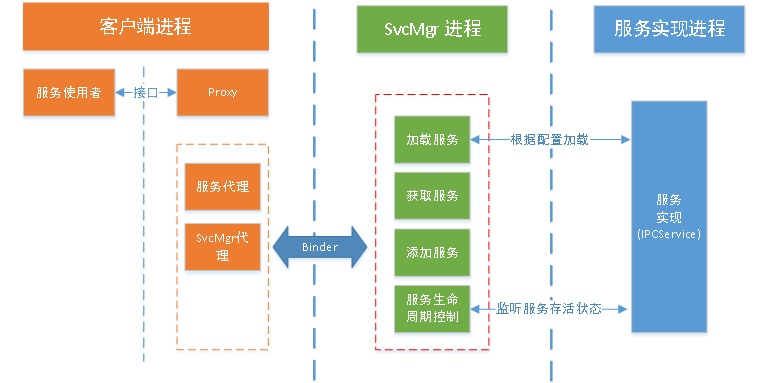 客户端进程
SvcMgr 进程
服务实现进程
服务使用者
接口
Proxy
服务代理
SvcMgr代
理
Binder
加载服务
获取服务
添加服务
服务生命
周期控制
根据配置加载
监听服务存活状态
服务
实现
(IPCService)